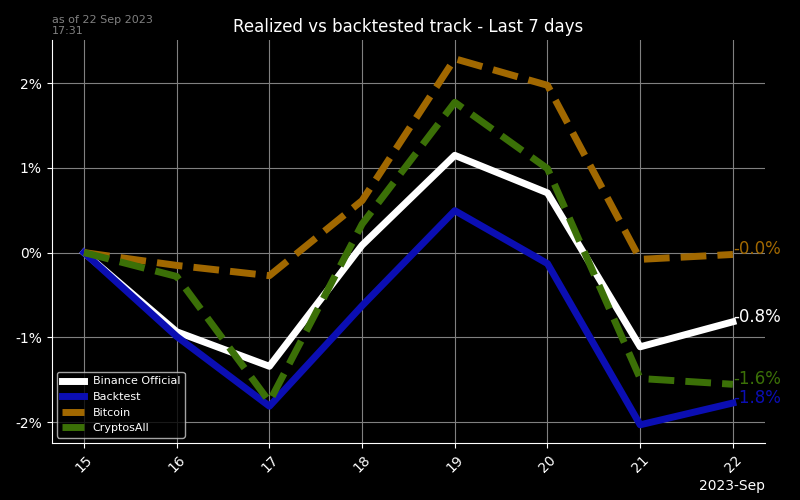 as of 22 Sep 2023
17:31
Realized vs backtested track - Last 7 days
2%
1%
0%
-1%
-2%
-0.0%
-0.8%
-1.6%
-1.8%
Binance Official
Backtest
Bitcoin
CryptosAll
15 16 17 18 19 20 21 22
2023-Sep